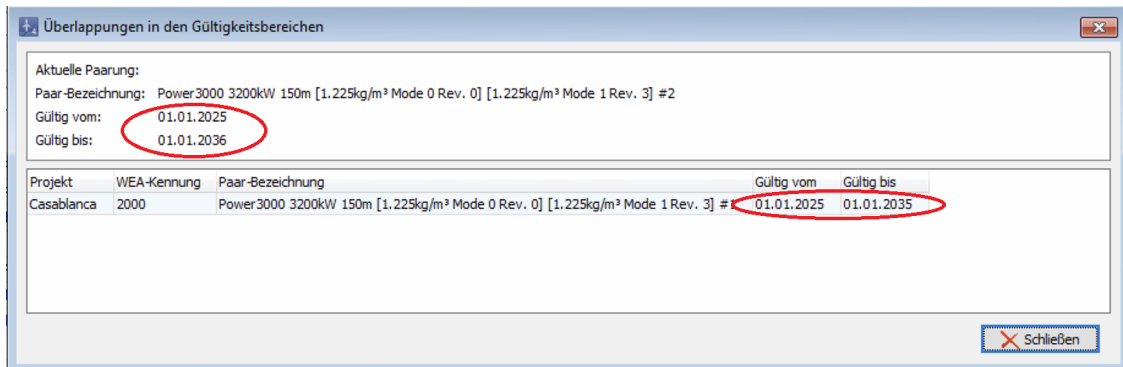 Überlappungen in den Gültigkeitsbereichen
Aktuelle Paarung:
Paar-Bezeichnung: Power3000 3200kW 150m [1.225kg/m³ Mode 0 Rev. 0] [1.225kg/m³ Mode 1 Rev. 3] #2
Gültig vom: 01.01.2025
Gültig bis: 01.01.2036
Projekt WEA-Kennung Paar-Bezeichnung Gültig vom Gültig bis
Casablanca 2000 Power3000 3200kW 150m [1.225kg/m³ Mode 0 Rev. 0] [1.225kg/m³ Mode 1 Rev. 3] #1 01.01.2025 01.01.2035
Schließen